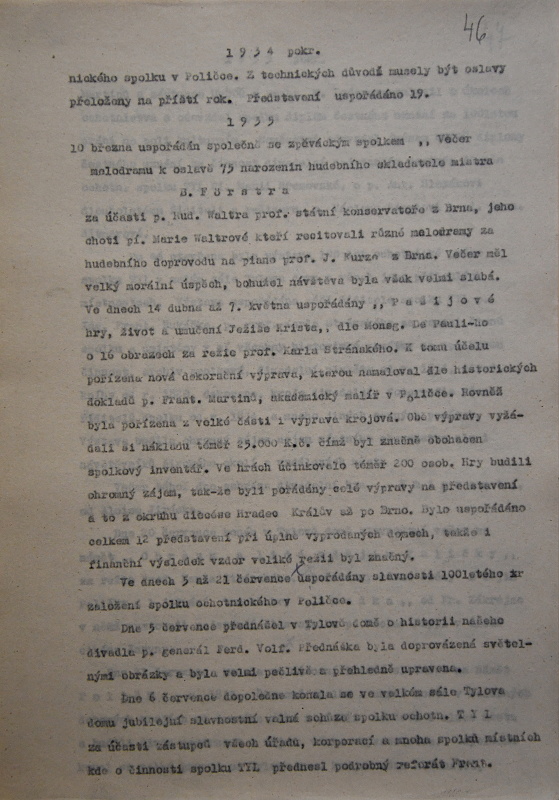 46
1934 pokr.
nického spolku v Poličce. Z technických důvodů musely být oslavy
přeloženy na příští rok. Představení uspořádáno 19.
1935
10 března uspořádán společně se zpěváckým spolkem ,, Večer
melodramu k oslavě 75 narozenin hudebního skladatele mistra
B. Förstra
za účasti p. Rud. Waltra prof. státní konservatoře z Brna, jeho
choti pí. Marie Waltrové kteří recitovali různé melodramy za
hudebního doprovodu na piano prof. J. Kurze z Brna. Večer měl
velký morální úspěch, bohužel návštěva byla však velmi slabá.
Ve dnech 14 dubna až 7. května uspořádány ,, Pašijové
hry, život a umučení Ježíše Krista,, dle Monsg. De Pauli-ho
o 16 obrazech za režie prof. Karla Stránského. K tomu účelu
pořízena nová dekorační výprava, kterou namaloval dle historických
dokladů p. Frant. Martinů, akademický malíř v Poličce. Rovněž
byla pořízena z velké části i výprava krojová. Obě výpravy vyžá-
dali si nákladu téměř 25.000 K.č. čímž byl značně obohacen
spolkový inventář. Ve hrách účinkovalo téměř 200 osob. Hry budili
ohromný zájem, tak-že byli pořádány celé výpravy na představení
a to z okruhu diecése Hradec Králův až po Brno. Bylo uspořádáno
celkem 12 představení při úplně vyprodaných domech, takže i
finanční výsledek vzdor veliké režii byl značný.
Ve dnech 5 až 21 července uspořádány slavnosti 100letého xr
založení spolku ochotnického v Poličce.
Dne 5 července přednáčel v Tylově domě o historii našeho
divadla p. generál Ferd. Volf. Přednáška byla doprovázená světel-
nými obrázky a byla velmi pečlivě a přehledně upravena.
Dne 6 července dopoledne konala se ve velkém sále Tylova
domu jubilejní slavnostní valná schůze spolku ochotn. T Y L
za účasti zástupců všech úřadů, korporací a mnoha spolků místních
kde o činnosti spolku TYL přednesl podrobný referát Frant.